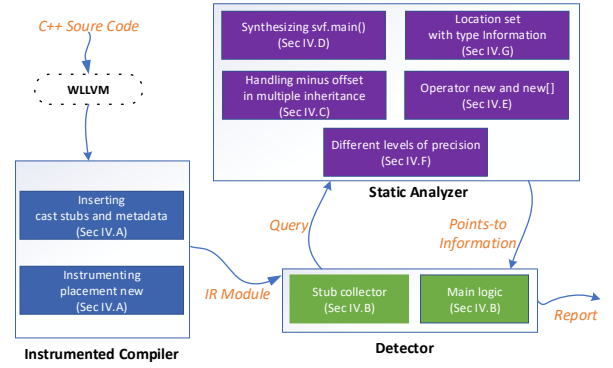 C++ Soure Code
WLLVM
Inserting
cast stubs and metadata
(Sec IV.A)
Instrumenting
placement new
(Sec IV.A)
Instrumented Compiler
Synthesizing svf.main()
(Sec IV.D)
Location set
with type Information
(Sec IV.G)
Handling minus offset
in multiple inheritance
(Sec IV.C)
Operator new and new[]
(Sec IV.E)
Different levels of precision
(Sec IV.F)
Static Analyzer
Query
Points-to
Information
IR Module
Stub collector
(Sec IV.B)
Main logic
(Sec IV.B)
Report
Detector